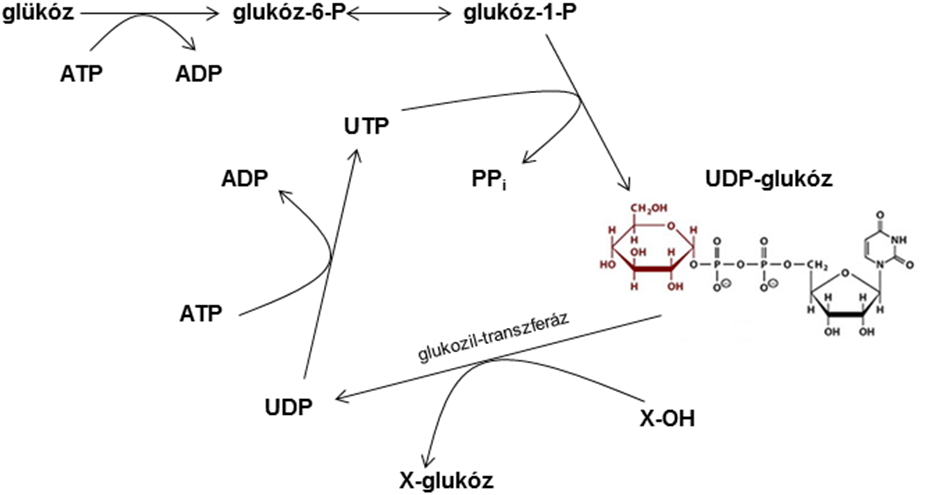 glükóz glukóz-6-P glukóz-1-P
ATP ADP
UTP
ADP PPi UDP-glukóz
CH₂OH
H O H
H
OH H
HO
H OH
O P O P O CH₂
O O
O⊖ O⊖
O
NH
N O
O
H H H H
OH OH
ATP
glukozil-transzferáz
UDP
X-OH
X-glukóz